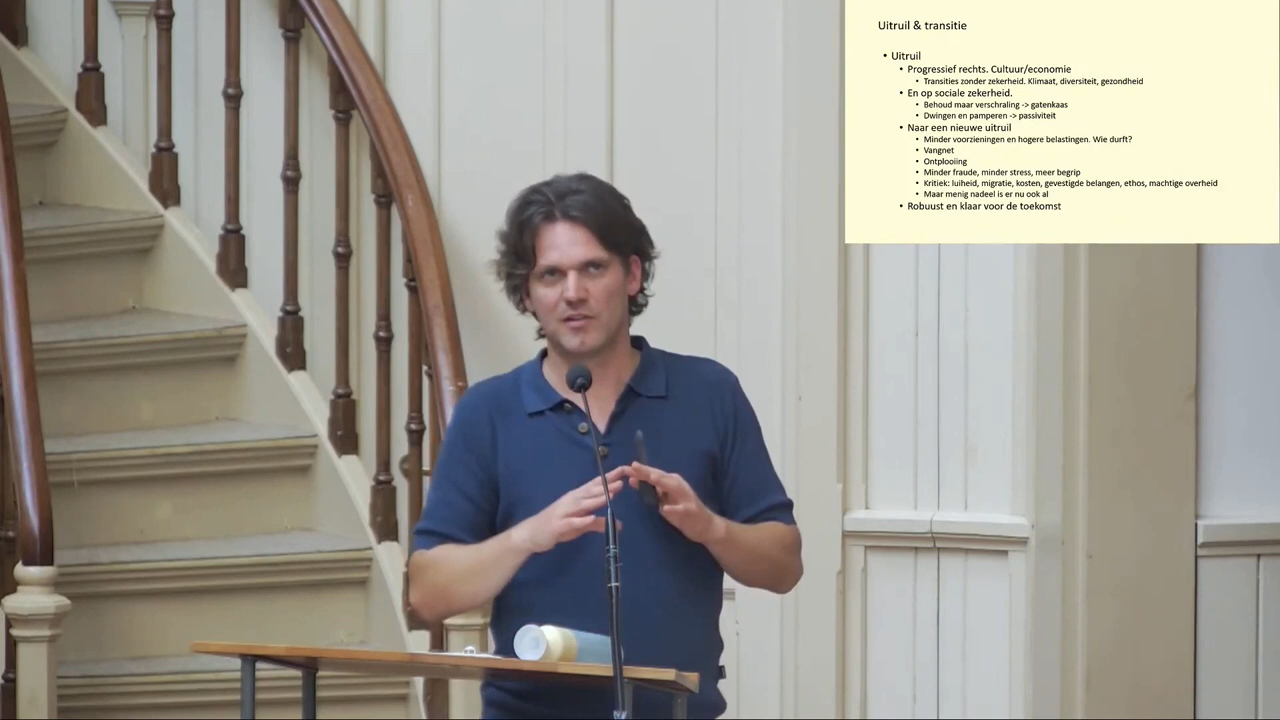 Uitruil & transitie
• Uitruil
• Progressief rechts. Cultuur/economie
• Transities zonder zekerheid. Klimaat, diversiteit, gezondheid
• En op sociale zekerheid.
• Behoud maar verschraling -> gatenkaas
• Dwingen en pamperen -> passiviteit
• Naar een nieuwe uitruil
• Minder voorzieningen en hogere belastingen. Wie durft?
• Vangnet
• Ontplooiing
• Minder fraude, minder stress, meer begrip
• Kritiek: luiheid, migratie, kosten, gevestigde belangen, ethos, machtige overheid
• Maar menig nadeel is er nu ook al
• Robuust en klaar voor de toekomst